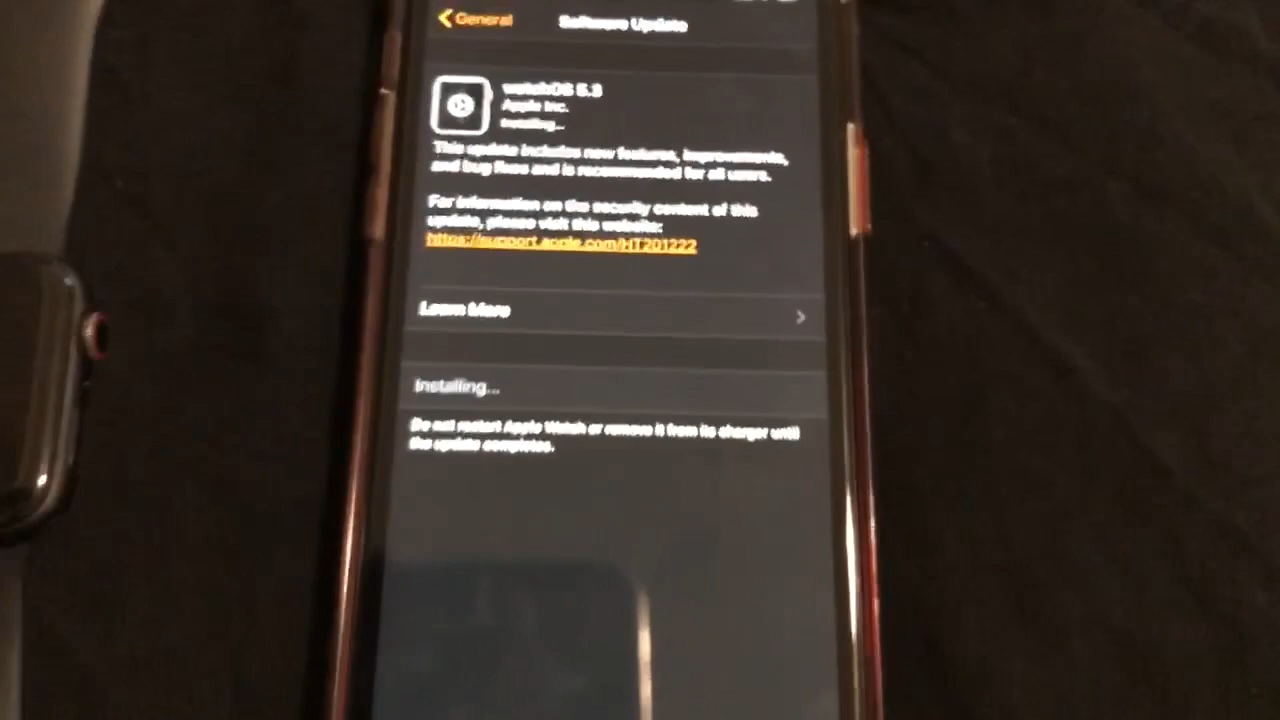 General
Software Update
watchOS 5.3
Apple Inc.
Installing...
This update includes new features, improvements,
and bug fixes and is recommended for all users.
For information on the security content of this
update, please visit this website:
https://support.apple.com/HT201222
Learn More
Installing...
Do not restart Apple Watch or remove it from its charger until
the update completes.